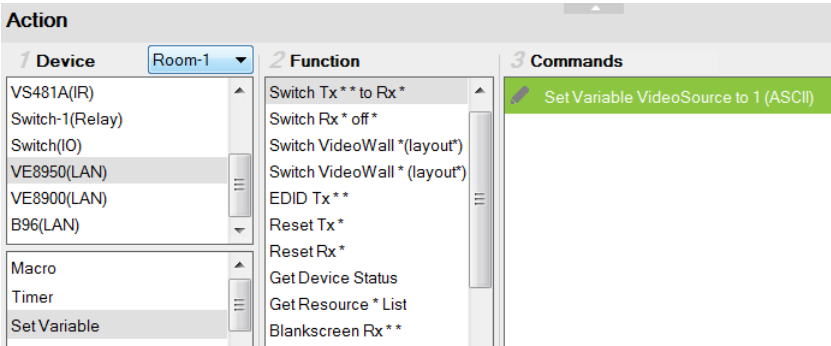 Action
1 Device
Room-1
VS481A(IR)
Switch-1(Relay)
Switch(IO)
VE8950(LAN)
VE8900(LAN)
B96(LAN)
Macro
Timer
Set Variable
2 Function
Switch Tx * * to Rx *
Switch Rx * off *
Switch VideoWall *(layout*)
Switch VideoWall * (layout*)
EDID Tx * *
Reset Tx *
Reset Rx *
Get Device Status
Get Resource * List
Blankscreen Rx * *
3 Commands
Set Variable VideoSource to 1 (ASCII)